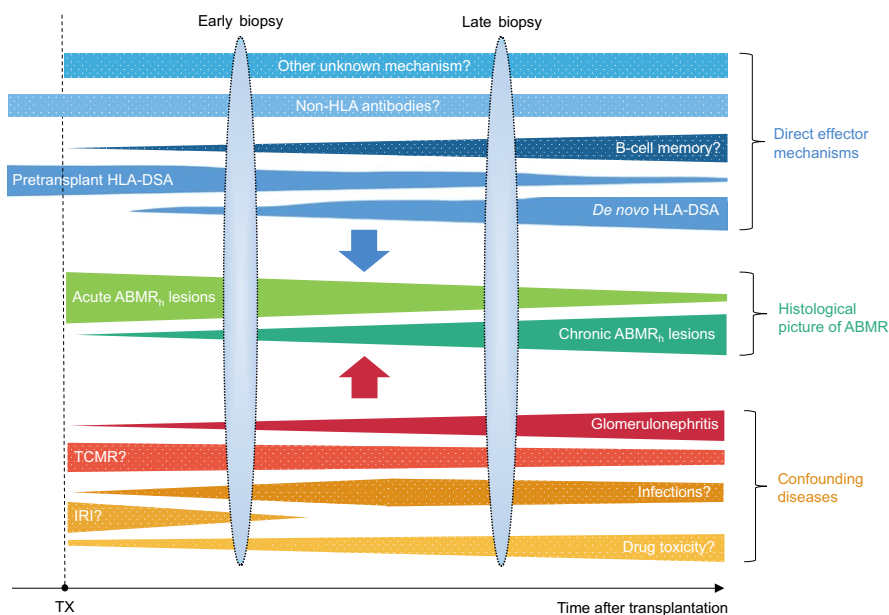 Early biopsy
Late biopsy
Other unknown mechanism?
Non-HLA antibodies?
B-cell memory?
Direct effector
mechanisms
Pretransplant HLA-DSA
De novo HLA-DSA
Acute ABMRh lesions
Chronic ABMRh lesions
Histological
picture of ABMR
Glomerulonephritis
TCMR?
Infections?
Confounding
diseases
IRI?
Drug toxicity?
TX
Time after transplantation